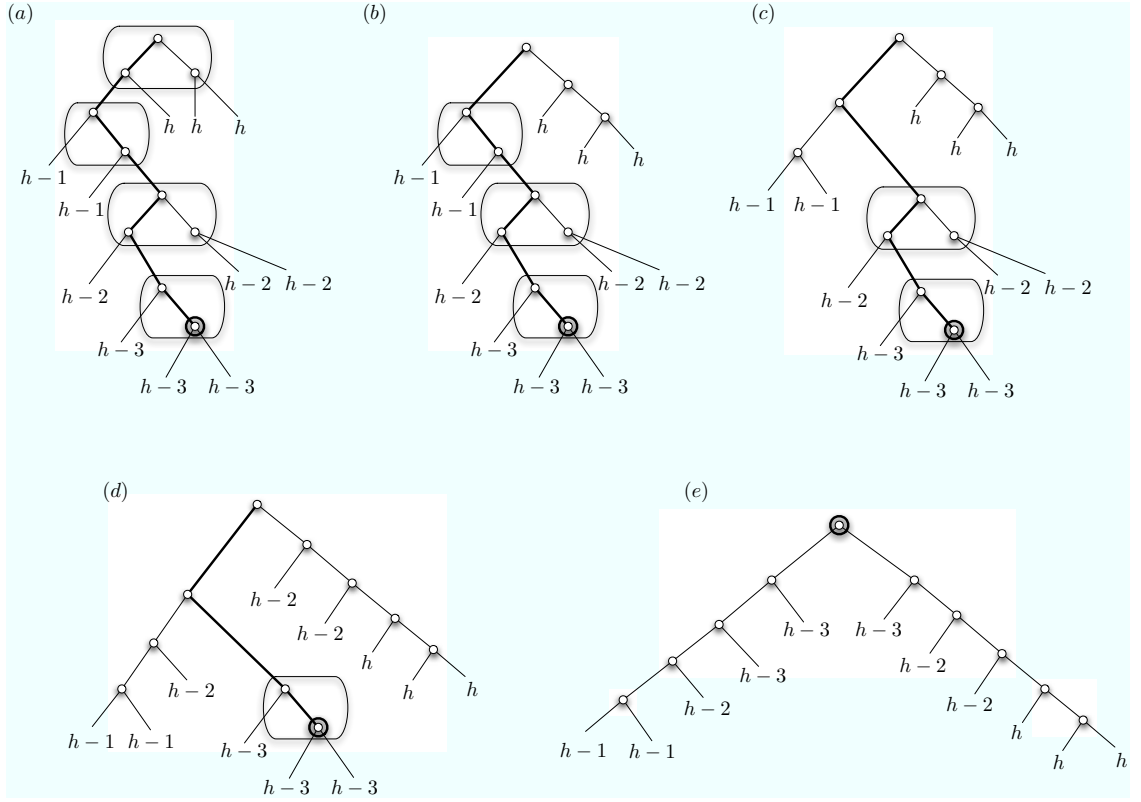 (a)
h h h
h − 1
h − 1
h − 2 h − 2
h − 2
h − 3
h − 3 h − 3
(b)
h
h h
h − 1
h − 1
h − 2 h − 2
h − 2
h − 3
h − 3 h − 3
(c)
h
h h
h − 1 h − 1
h − 2 h − 2
h − 2
h − 3
h − 3 h − 3
(d)
h − 2
h − 2
h
h h
h − 2
h − 1 h − 1
h − 3
h − 3 h − 3
(e)
h − 3 h − 3
h − 3 h − 2
h − 2 h − 2
h
h − 1 h − 1
h h